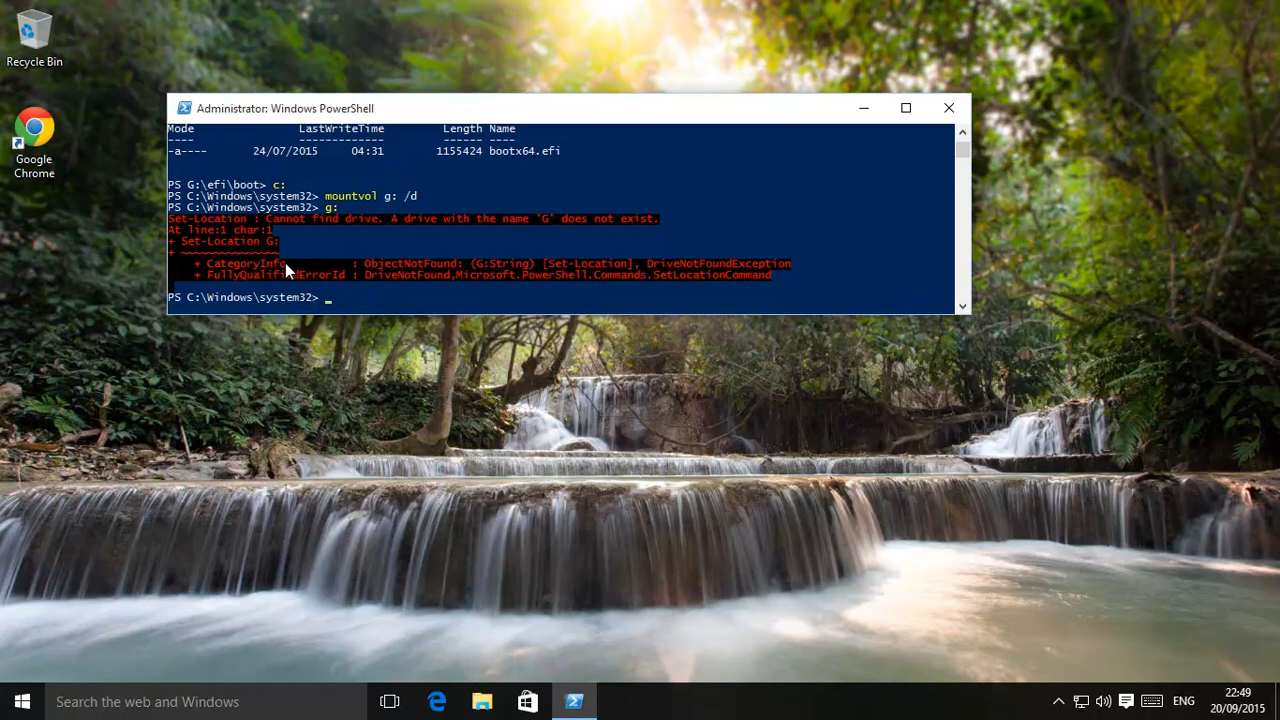 Recycle Bin
Google
Chrome
Administrator: Windows PowerShell
Mode LastWriteTime Length Name
---- ------------- ------ ----
-a---- 24/07/2015 04:31 1155424 bootx64.efi
PS G:\efi\boot> c:
PS C:\Windows\system32> mountvol g: /d
PS C:\Windows\system32> g:
Set-Location : Cannot find drive. A drive with the name 'G' does not exist.
At line:1 char:1
+ Set-Location G:
+ ~~~~~~~~~~~~~~~
+ CategoryInfo : ObjectNotFound: (G:String) [Set-Location], DriveNotFoundException
+ FullyQualifiedErrorId : DriveNotFound,Microsoft.PowerShell.Commands.SetLocationCommand
PS C:\Windows\system32> _
Search the web and Windows
ENG
22:49
20/09/2015